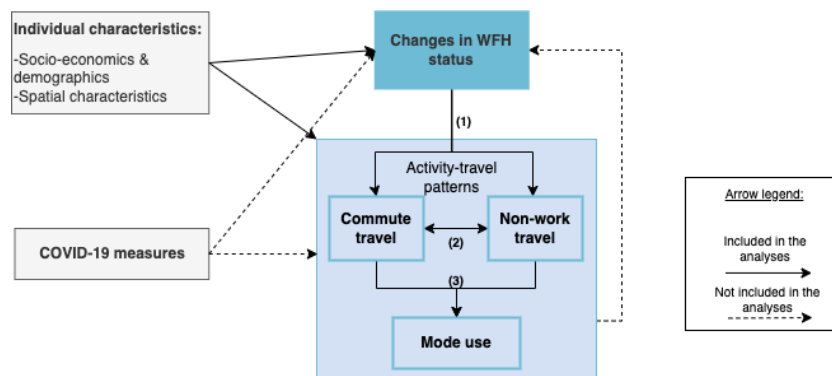 Individual characteristics:
-Socio-economics &
demographics
-Spatial characteristics
Changes in WFH
status
(1)
Activity-travel
patterns
Commute
travel
(2)
Non-work
travel
(3)
Mode use
COVID-19 measures
Arrow legend:
Included in the
analyses
Not included in the
analyses